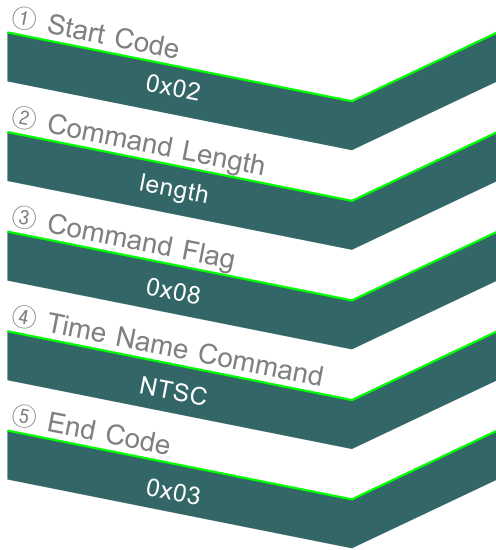 ① Start Code
0x02
② Command Length
length
③ Command Flag
0x08
④ Time Name Command
NTSC
⑤ End Code
0x03